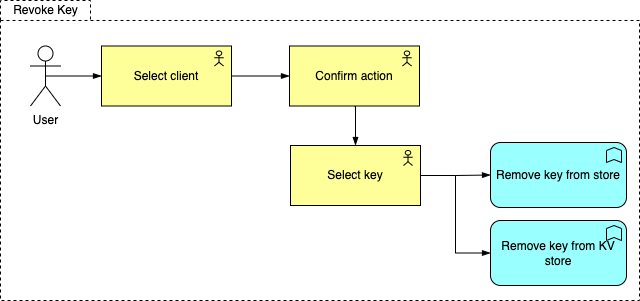 Revoke Key
Select client
Confirm action
User
Select key
Remove key from store
Remove key from KV
store